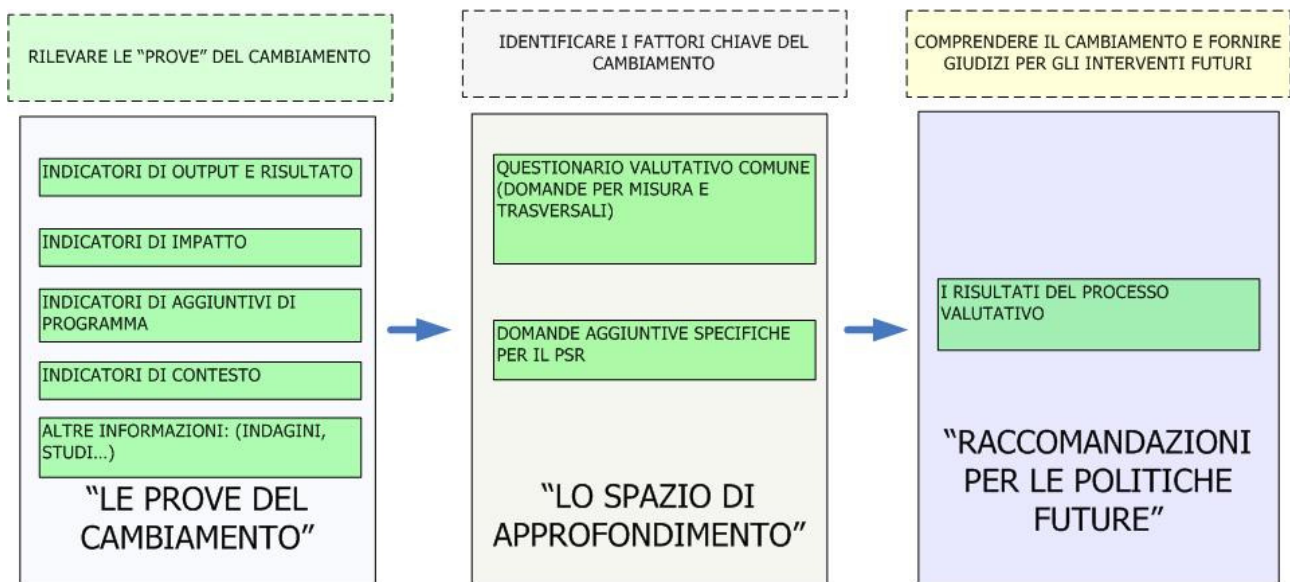 RILEVARE LE “PROVE” DEL CAMBIAMENTO
IDENTIFICARE I FATTORI CHIAVE DEL
CAMBIAMENTO
COMPRENDERE IL CAMBIAMENTO E FORNIRE
GIUDIZI PER GLI INTERVENTI FUTURI
INDICATORI DI OUTPUT E RISULTATO
INDICATORI DI IMPATTO
INDICATORI DI AGGIUNTIVI DI
PROGRAMMA
INDICATORI DI CONTESTO
ALTRE INFORMAZIONI: (INDAGINI,
STUDI...)
“LE PROVE DEL
CAMBIAMENTO”
QUESTIONARIO VALUTATIVO COMUNE
(DOMANDE PER MISURA E
TRASVERSALI)
DOMANDE AGGIUNTIVE SPECIFICHE
PER IL PSR
“LO SPAZIO DI
APPROFONDIMENTO”
I RISULTATI DEL PROCESSO
VALUTATIVO
“RACCOMANDAZIONI
PER LE POLITICHE
FUTURE”